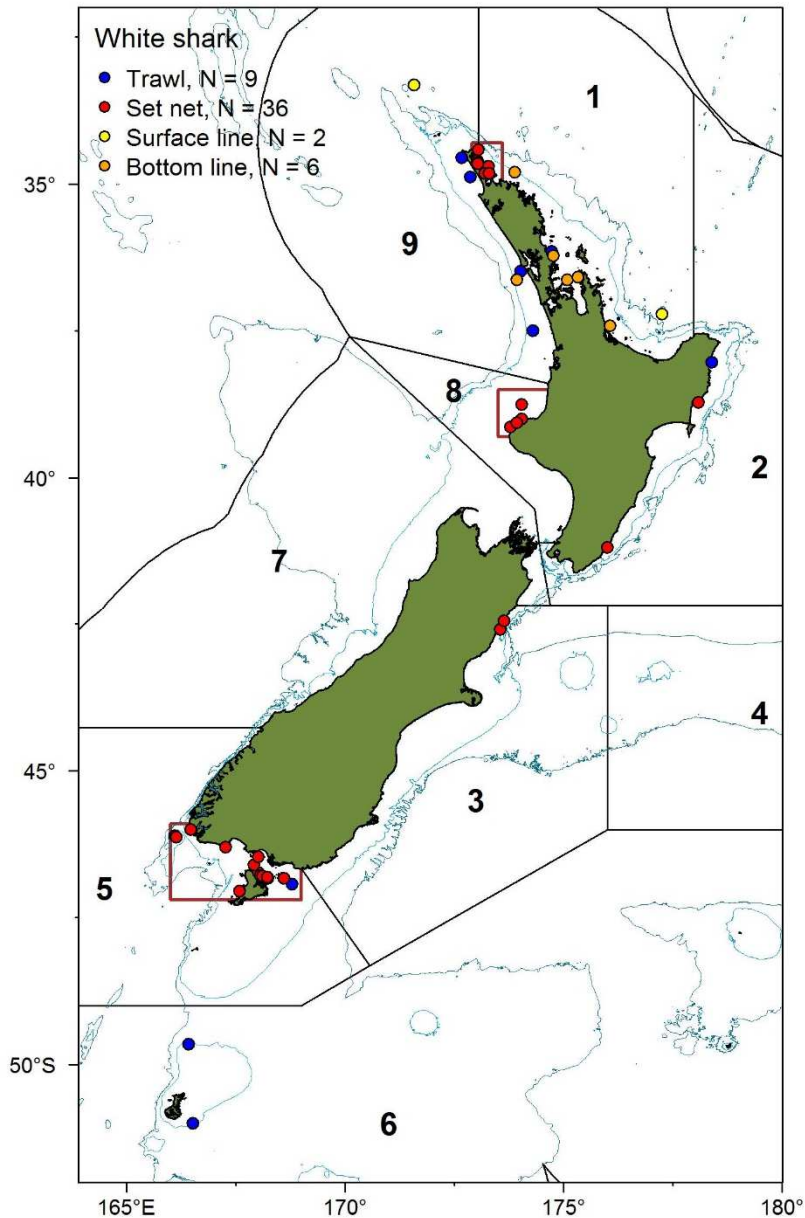 White shark
Trawl, N = 9
Set net, N = 36
Surface line, N = 2
Bottom line, N = 6
1
35°
9
8
2
40°
7
4
3
45°
5
50°S
6
165°E
170°
175°
180°